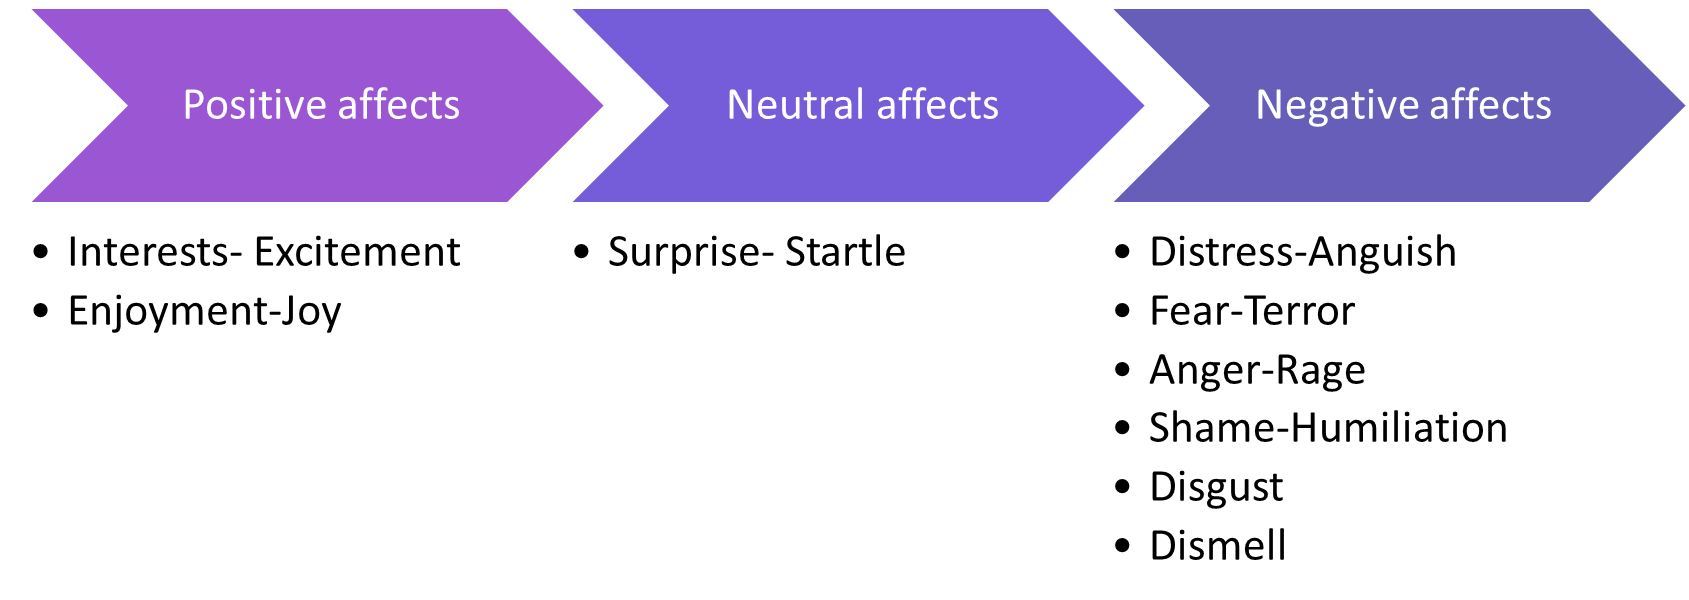 Positive affects
• Interests- Excitement
• Enjoyment-Joy
Neutral affects
• Surprise- Startle
Negative affects
• Distress-Anguish
• Fear-Terror
• Anger-Rage
• Shame-Humiliation
• Disgust
• Dismell